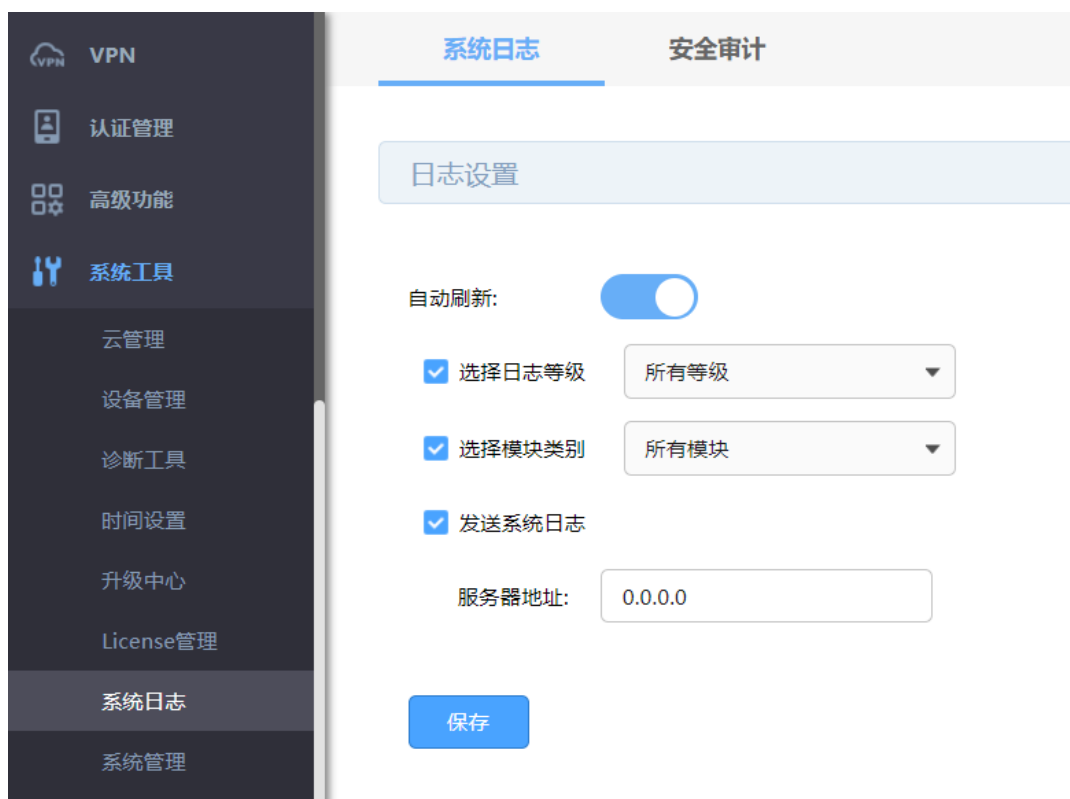 VPN
认证管理
高级功能
系统工具
云管理
设备管理
诊断工具
时间设置
升级中心
License管理
系统日志
系统管理
系统日志 安全审计
日志设置
自动刷新:
选择日志等级 所有等级
选择模块类别 所有模块
发送系统日志
服务器地址: 0.0.0.0
保存